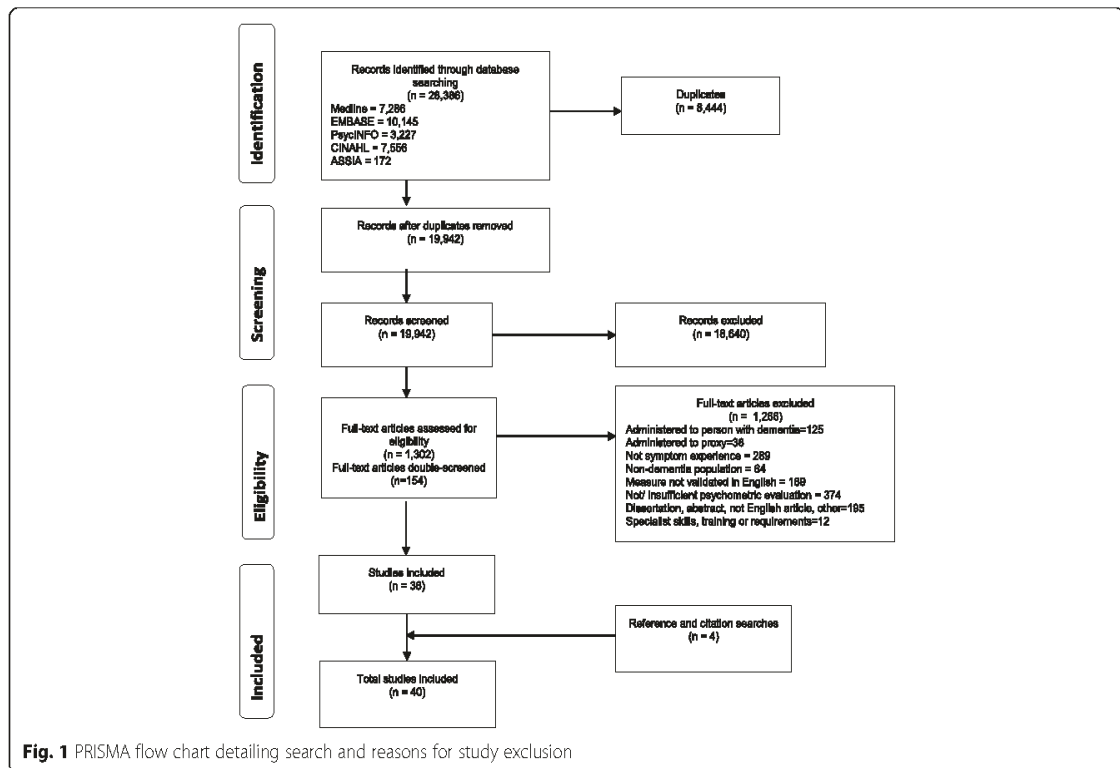 Identification
Records identified through database
searching
(n = 28,386)
Medline = 7,286
EMBASE = 10,145
PsycINFO = 3,227
CINAHL = 7,556
ASSIA = 172
Duplicates
(n = 8,444)
Screening
Records after duplicates removed
(n = 19,942)
Records screened
(n = 19,942)
Records excluded
(n = 18,640)
Eligibility
Full-text articles assessed for
eligibility
(n = 1,302)
Full-text articles double-screened
(n=154)
Full-text articles excluded
(n = 1,266)
Administered to person with dementia=125
Administered to proxy=38
Not symptom experience = 289
Non-dementia population = 64
Measure not validated in English = 169
Not/ insufficient psychometric evaluation = 374
Dissertation, abstract, not English article, other=195
Specialist skills, training or requirements=12
Included
Studies included
(n = 36)
Reference and citation searches
(n = 4)
Total studies included
(n = 40)
Fig. 1 PRISMA flow chart detailing search and reasons for study exclusion